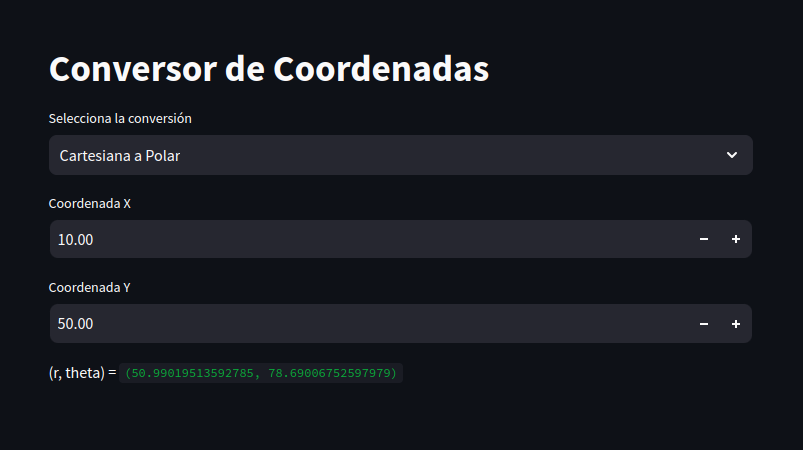 Conversor de Coordenadas
Selecciona la conversión
Cartesiana a Polar
Coordenada X
10.00
Coordenada Y
50.00
(r, theta) = (50.99019513592785, 78.69006752597979)